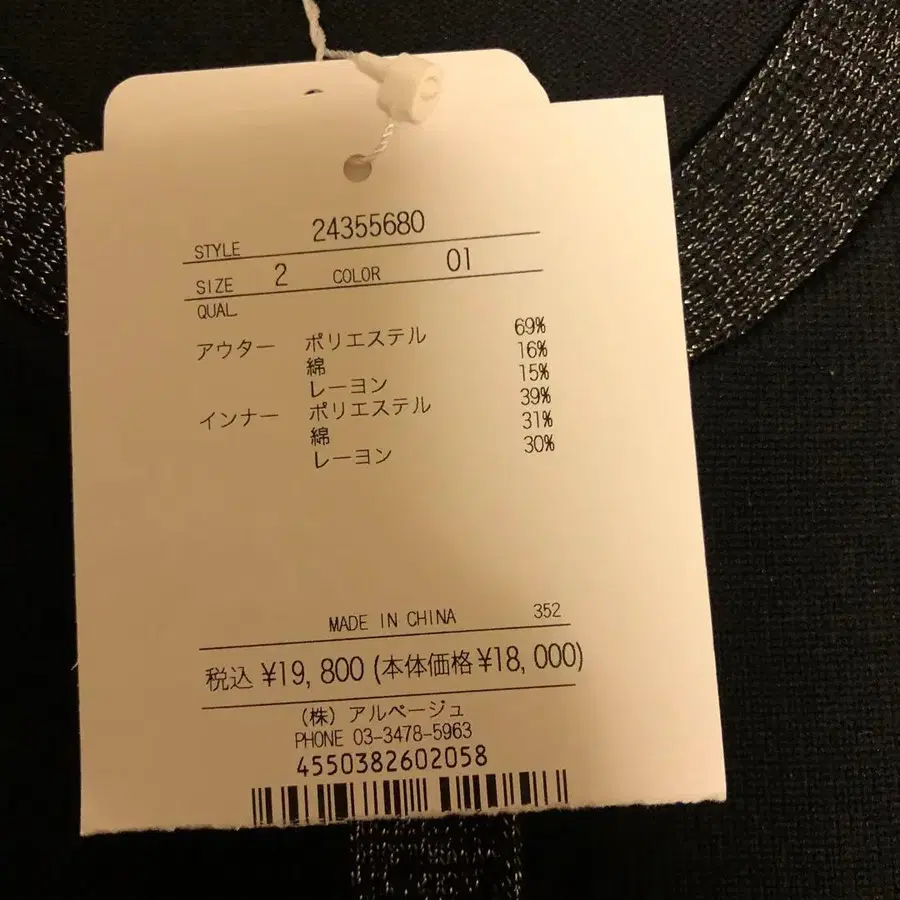 STYLE 24355680
SIZE 2 COLOR 01
QUAL.
アウター ポリエステル 69%
綿 16%
レーヨン 15%
インナー ポリエステル 39%
綿 31%
レーヨン 30%
MADE IN CHINA 352
税込 ¥19,800 (本体価格¥18,000)
(株) アルページュ
PHONE 03-3478-5963
4550382602058